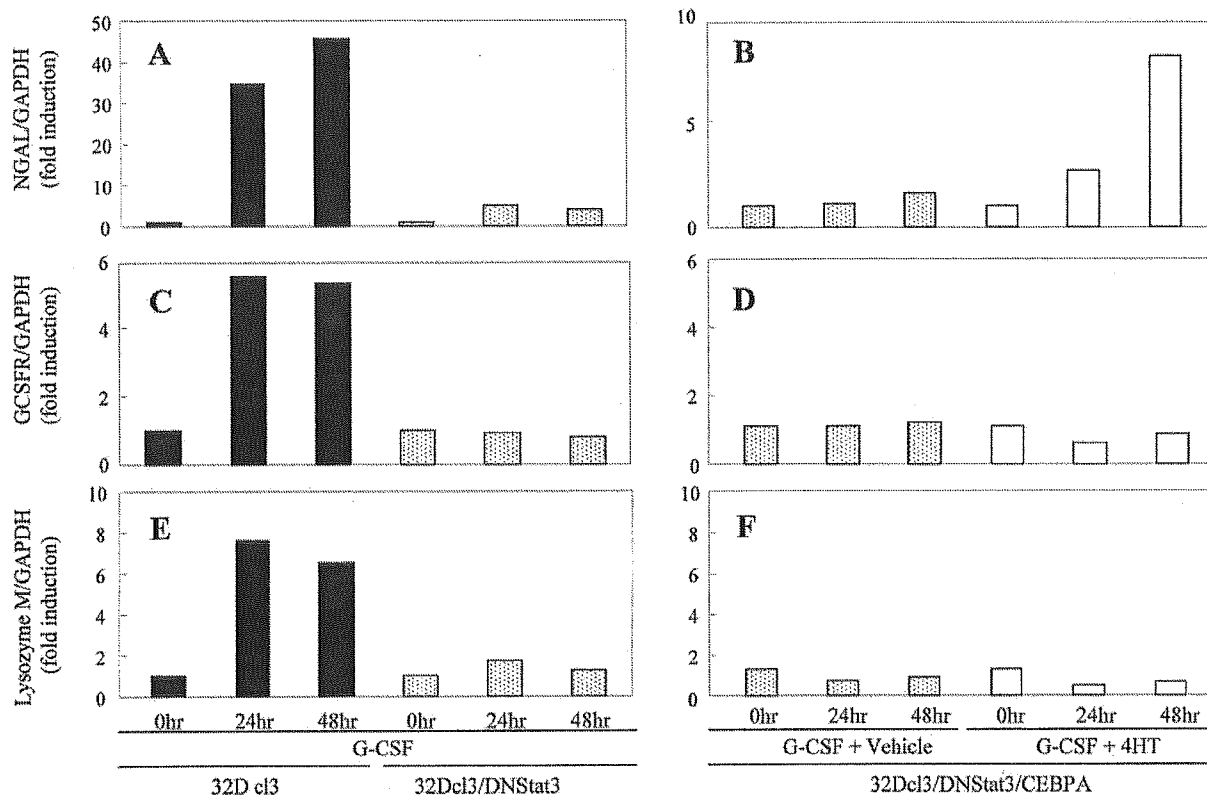 NGAL/GAPDH
(fold induction)
50
40
30
20
10
0
A
10
5
0
B
GCSFR/GAPDH
(fold induction)
6
4
2
0
C
6
4
2
0
D
Lysozyme M/GAPDH
(fold induction)
10
8
6
4
2
0
E
10
8
6
4
2
0
F
0hr 24hr 48hr 0hr 24hr 48hr
0hr 24hr 48hr 0hr 24hr 48hr
G-CSF
G-CSF + Vehicle G-CSF + 4HT
32D cl3 32Dcl3/DNStat3
32Dcl3/DNStat3/CEBPA